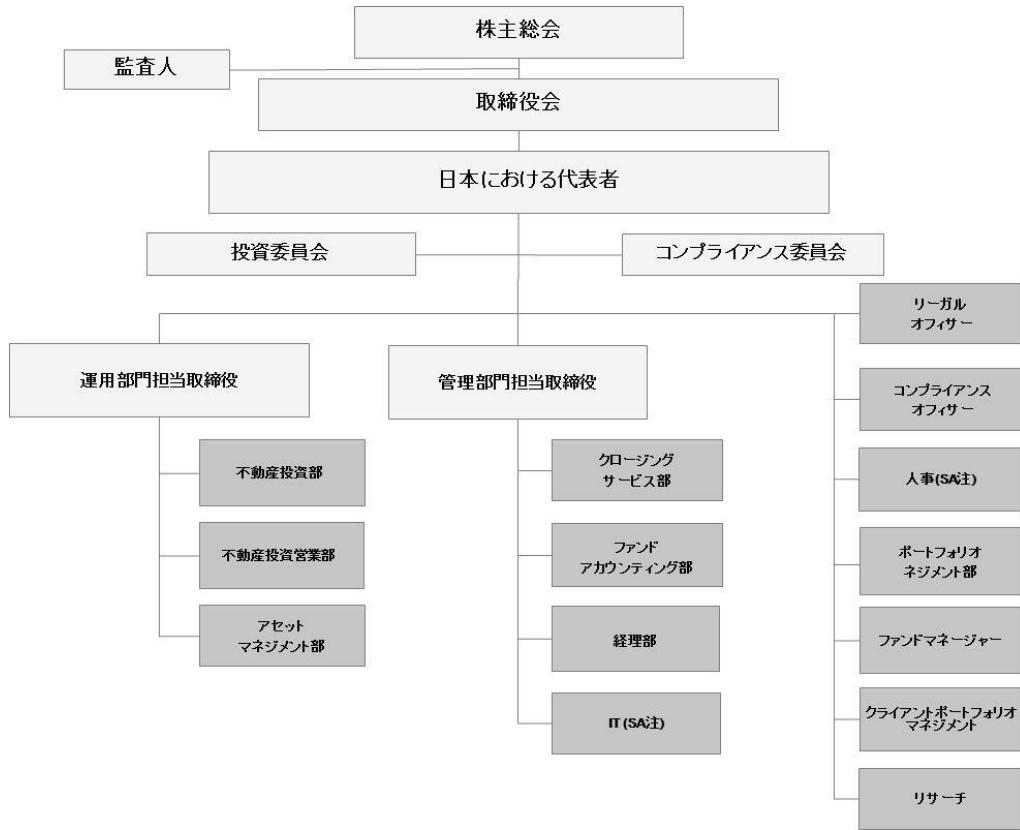 株主総会
監査人
取締役会
日本における代表者
投資委員会
コンプライアンス委員会
リーガル
オフィサー
運用部門担当取締役
管理部門担当取締役
コンプライアンス
オフィサー
不動産投資部
クロージング
サービス部
人事(SA注)
不動産投資営業部
ファンド
アカウンティング部
ポートフォリオ
ネジメント部
アセット
マネジメント部
経理部
ファンドマネージャー
IT(SA注)
クライアントポートフォリオ
マネジメント
リサーチ